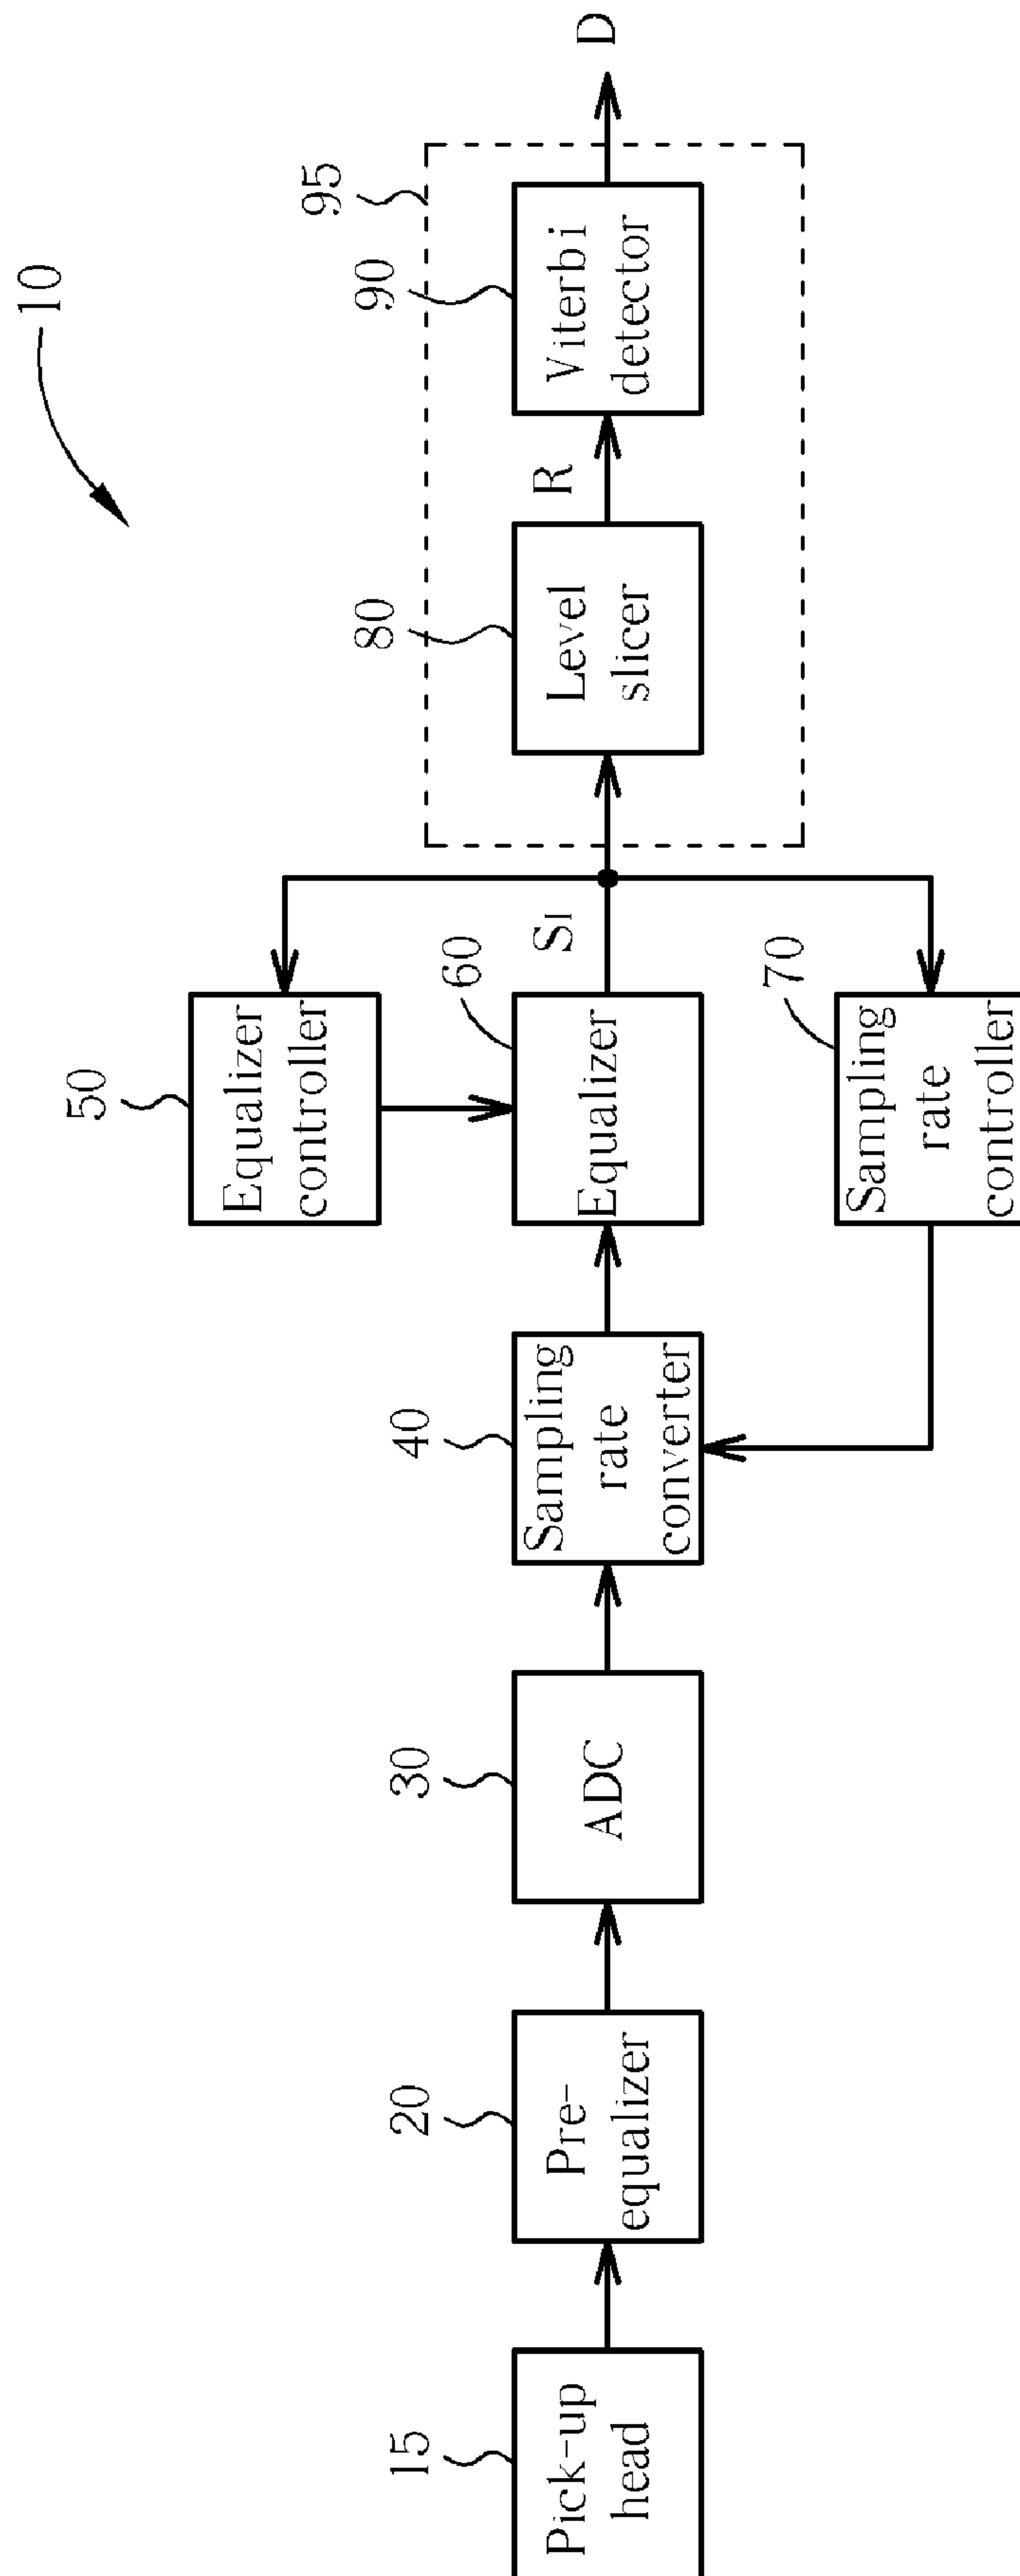 10
15
Pick-up
head
20
Pre-
equalizer
30
ADC
40
Sampling
rate
converter
50
Equalizer
controller
60
Equalizer
SI
70
Sampling
rate
controller
80
Level
slicer
R
90
Viterbi
detector
95
D